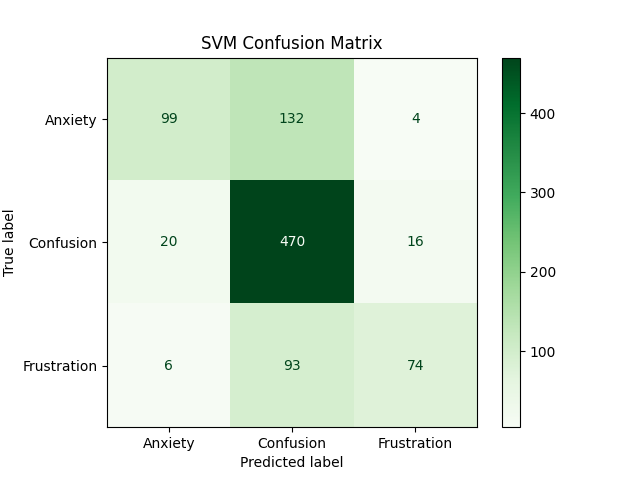 SVM Confusion Matrix
Anxiety 99 132 4
Confusion 20 470 16
Frustration 6 93 74
Anxiety Confusion Frustration
Predicted label
True label
400
300
200
100